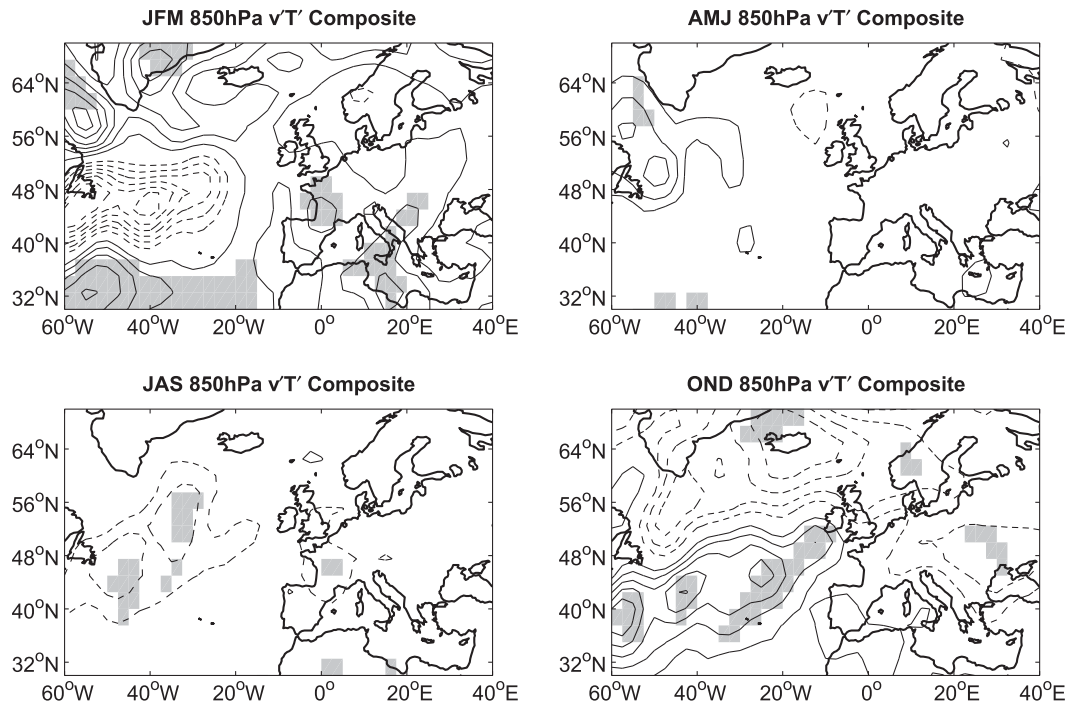 JFM 850hPa v′T′ Composite
AMJ 850hPa v′T′ Composite
64°N
56°N
48°N
40°N
32°N
60°W 40°W 20°W 0° 20°E 40°E
64°N
56°N
48°N
40°N
32°N
60°W 40°W 20°W 0° 20°E 40°E
JAS 850hPa v′T′ Composite
OND 850hPa v′T′ Composite
64°N
56°N
48°N
40°N
32°N
60°W 40°W 20°W 0° 20°E 40°E
64°N
56°N
48°N
40°N
32°N
60°W 40°W 20°W 0° 20°E 40°E